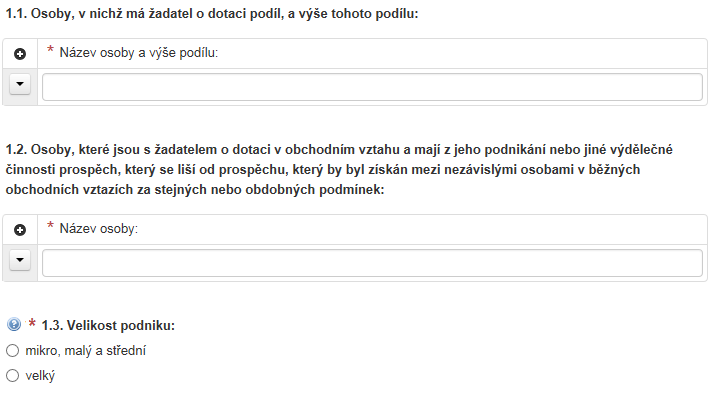 1.1. Osoby, v nichž má žadatel o dotaci podíl, a výše tohoto podílu:
* Název osoby a výše podílu:
1.2. Osoby, které jsou s žadatelem o dotaci v obchodním vztahu a mají z jeho podnikání nebo jiné výdělečné
činnosti prospěch, který se liší od prospěchu, který by byl získán mezi nezávislými osobami v běžných
obchodních vztazích za stejných nebo obdobných podmínek:
* Název osoby:
* 1.3. Velikost podniku:
mikro, malý a střední
velký